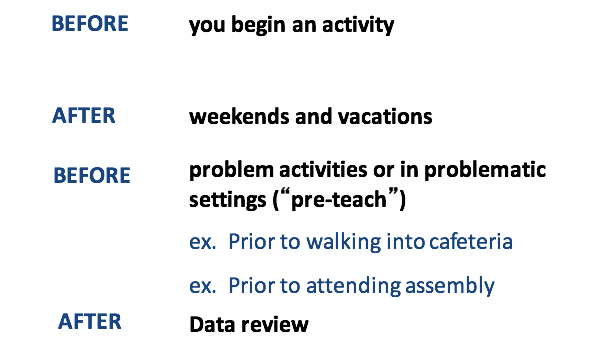 BEFORE you begin an activity
AFTER weekends and vacations
BEFORE problem activities or in problematic
settings (“pre-teach”)
ex. Prior to walking into cafeteria
ex. Prior to attending assembly
AFTER Data review